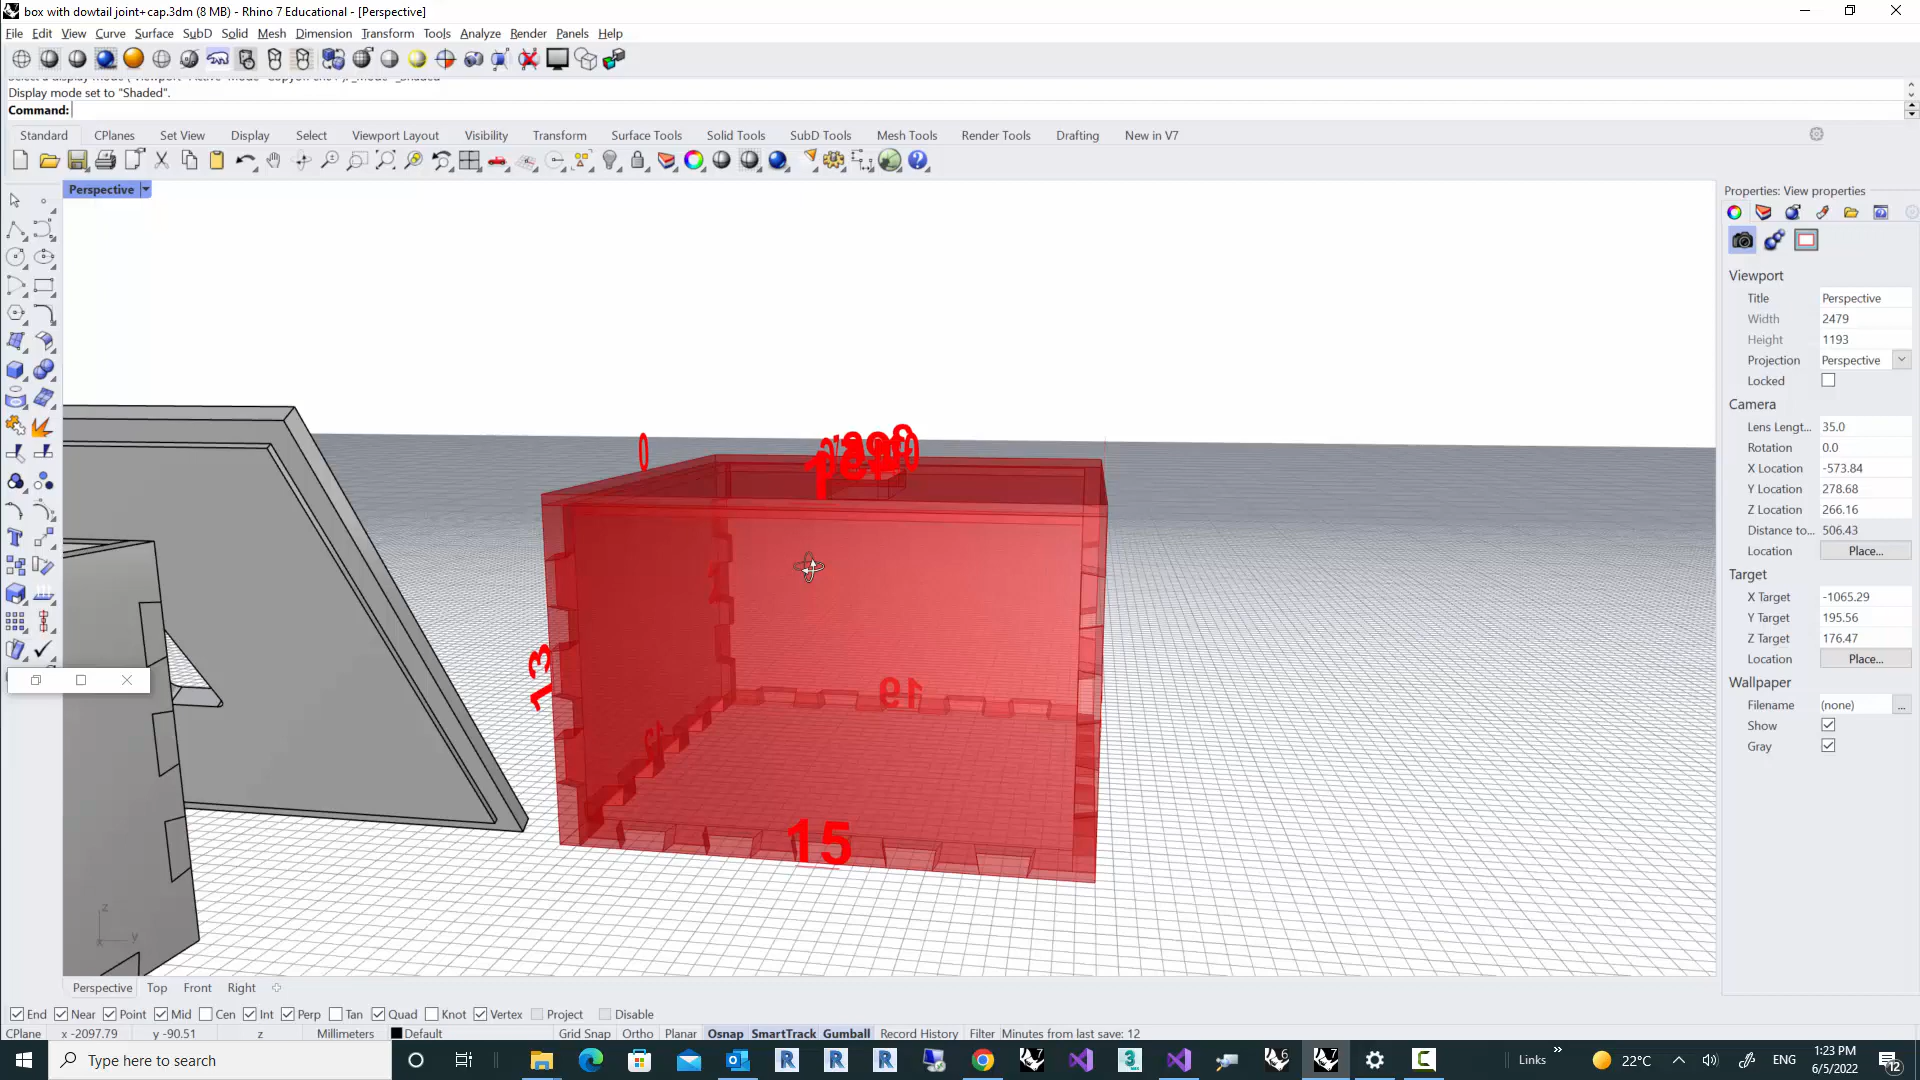 box with dowtail joint+cap.3dm (8 MB) - Rhino 7 Educational - [Perspective]
File Edit View Curve Surface SubD Solid Mesh Dimension Transform Tools Analyze Render Panels Help
Display mode set to "Shaded".
Command:
Standard CPlanes Set View Display Select Viewport Layout Visibility Transform Surface Tools Solid Tools SubD Tools Mesh Tools Render Tools Drafting New in V7
Perspective
Properties: View properties
Viewport
Title Perspective
Width 2479
Height 1193
Projection Perspective
Locked
Camera
Lens Lengt... 35.0
Rotation 0.0
X Location -573.84
Y Location 278.68
Z Location 266.16
Distance to... 506.43
Location Place...
Target
X Target -1065.29
Y Target 195.56
Z Target 176.47
Location Place...
Wallpaper
Filename (none) ...
Show
Gray
0
13
19
15
z
y
x
Perspective Top Front Right
End Near Point Mid Cen Int Perp Tan Quad Knot Vertex Project Disable
CPlane x -2097.79 y -90.51 z Millimeters Default Grid Snap Ortho Planar Osnap SmartTrack Gumball Record History Filter Minutes from last save: 12
Type here to search
Links
22°C
ENG
1:23 PM
6/5/2022
12